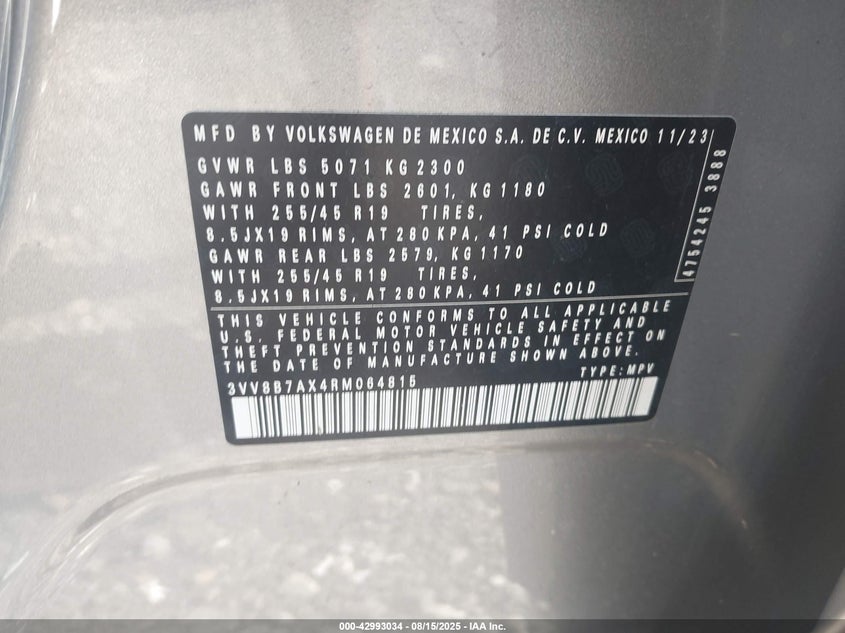 MFD BY VOLKSWAGEN DE MEXICO S.A. DE C.V. MEXICO 11/23
GVWR LBS 5071 KG 2300
GAWR FRONT LBS 2601, KG 1180
WITH 255/45 R19 TIRES,
8.5JX19 RIMS, AT 280 KPA, 41 PSI COLD
GAWR REAR LBS 2579, KG 1170
WITH 255/45 R19 TIRES,
8.5JX19 RIMS, AT 280 KPA, 41 PSI COLD
4754245 3888
THIS VEHICLE CONFORMS TO ALL APPLICABLE
U.S. FEDERAL MOTOR VEHICLE SAFETY AND
THEFT PREVENTION STANDARDS IN EFFECT ON
THE DATE OF MANUFACTURE SHOWN ABOVE.
TYPE: MPV
3VV8B7AX4RM064815
000-42993034 - 08/15/2025 - IAA Inc.